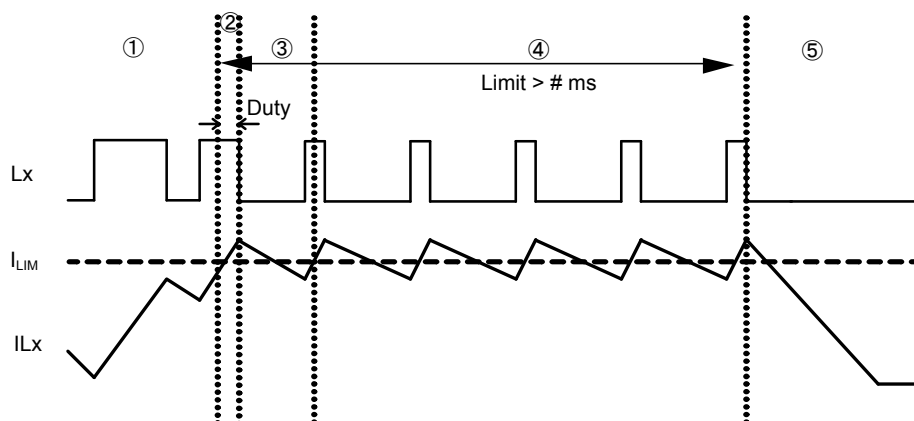 ① ② ③ ④ ⑤
Limit > # ms
Duty
Lx
ILIM
ILx